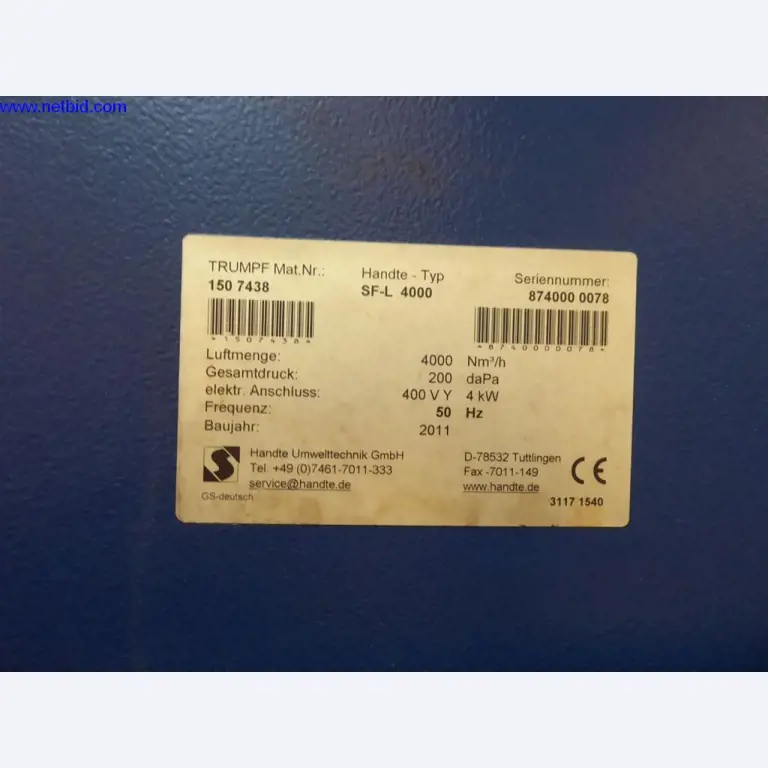 www.netbid.com
TRUMPF Mat.Nr.: Handte - Typ Seriennummer:
150 7438 SF-L 4000 874000 0078
*15074384* *8740000078*
Luftmenge: 4000 Nm³/h
Gesamtdruck: 200 daPa
elektr. Anschluss: 400 V Y 4 kW
Frequenz: 50 Hz
Baujahr: 2011
Handte Umwelttechnik GmbH D-78532 Tuttlingen
Tel. +49 (0)7461-7011-333 Fax -7011-149
service@handte.de www.handte.de
GS-deutsch 3117 1540
CE